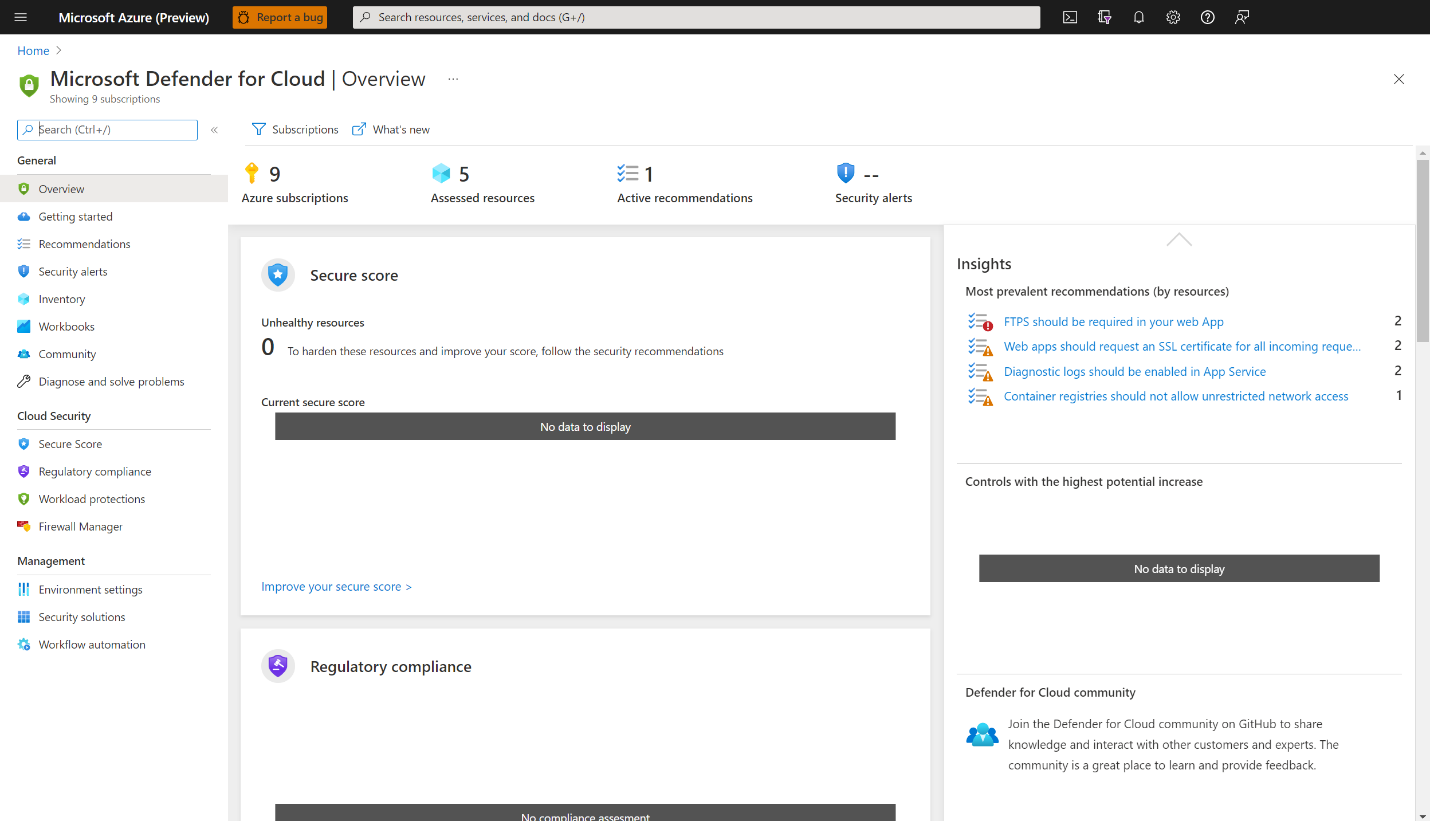 Microsoft Azure (Preview)
Report a bug
Search resources, services, and docs (G+/)
Home >
Microsoft Defender for Cloud | Overview ...
Showing 9 subscriptions
Search (Ctrl+/)
«
Subscriptions
What's new
General
Overview
Getting started
Recommendations
Security alerts
Inventory
Workbooks
Community
Diagnose and solve problems
Cloud Security
Secure Score
Regulatory compliance
Workload protections
Firewall Manager
Management
Environment settings
Security solutions
Workflow automation
9
Azure subscriptions
5
Assessed resources
1
Active recommendations
--
Security alerts
Secure score
Unhealthy resources
0 To harden these resources and improve your score, follow the security recommendations
Current secure score
No data to display
Improve your secure score >
Regulatory compliance
No compliance assesment
Insights
Most prevalent recommendations (by resources)
FTPS should be required in your web App 2
Web apps should request an SSL certificate for all incoming reque... 2
Diagnostic logs should be enabled in App Service 2
Container registries should not allow unrestricted network access 1
Controls with the highest potential increase
No data to display
Defender for Cloud community
Join the Defender for Cloud community on GitHub to share
knowledge and interact with other customers and experts. The
community is a great place to learn and provide feedback.